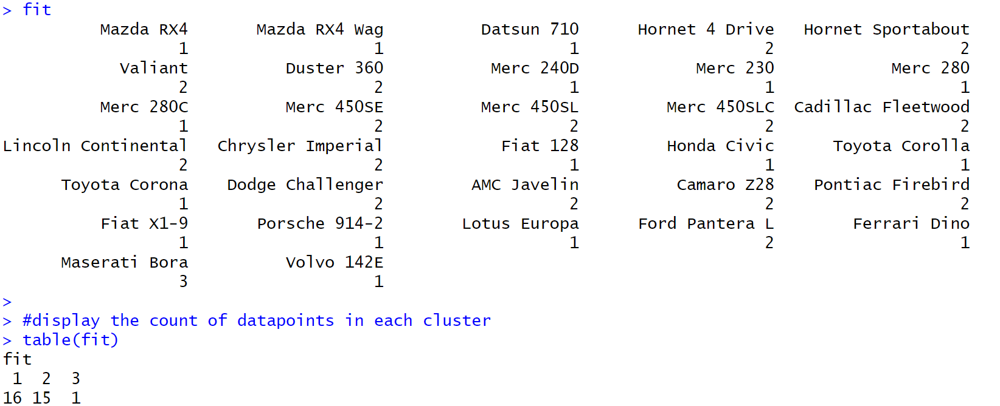 > fit
Mazda RX4 Mazda RX4 Wag Datsun 710 Hornet 4 Drive Hornet Sportabout
1 1 1 2 2
Valiant Duster 360 Merc 240D Merc 230 Merc 280
2 2 1 1 1
Merc 280C Merc 450SE Merc 450SL Merc 450SLC Cadillac Fleetwood
1 2 2 2 2
Lincoln Continental Chrysler Imperial Fiat 128 Honda Civic Toyota Corolla
2 2 1 1 1
Toyota Corona Dodge Challenger AMC Javelin Camaro Z28 Pontiac Firebird
1 2 2 2 2
Fiat X1-9 Porsche 914-2 Lotus Europa Ford Pantera L Ferrari Dino
1 1 1 2 1
Maserati Bora Volvo 142E
3 1
>
> #display the count of datapoints in each cluster
> table(fit)
fit
1 2 3
16 15 1